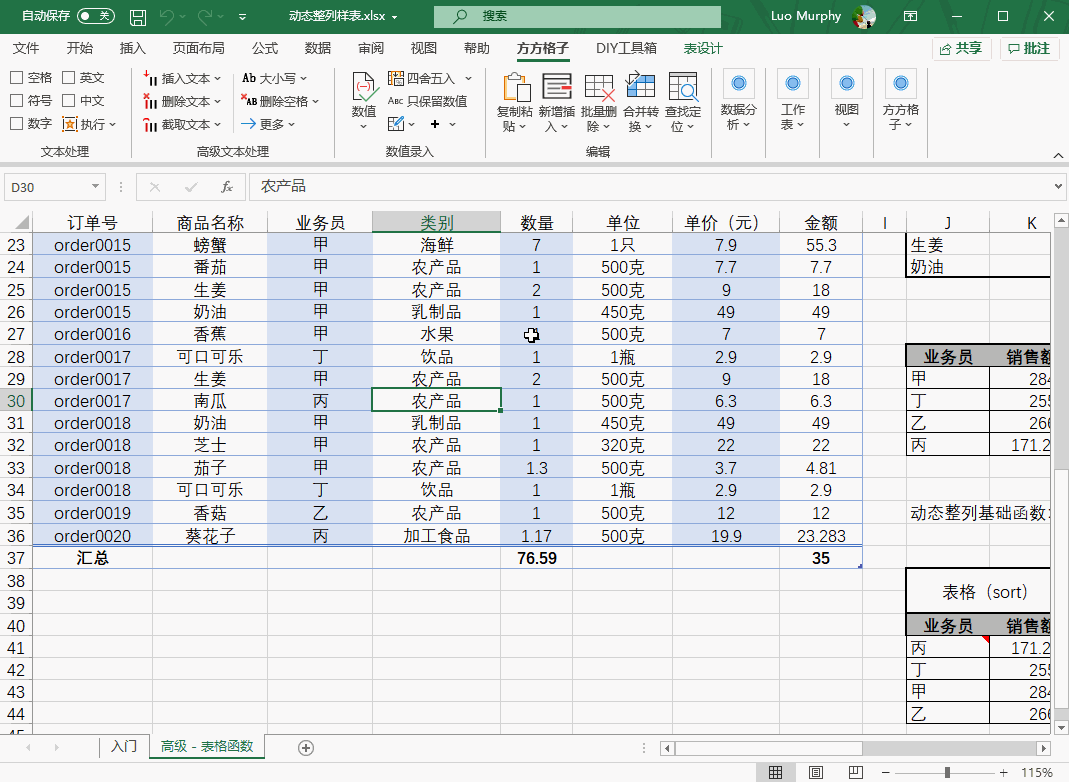 自动保存 关 动态整列样表.xlsx 搜索 Luo Murphy
文件 开始 插入 页面布局 公式 数据 审阅 视图 帮助 方方格子 DIY工具箱 表设计 共享 批注
空格 英文 插入文本 Ab 大小写 四舍五入
符号 中文 删除文本 AB 删除空格 数值 Abc 只保留数值 复制粘贴 新增插入 批量删除 合并转换 查找定位 数据分析 工作表 视图 方方格子
数字 执行 截取文本 更多
文本处理 高级文本处理 数值录入 编辑
D30 fx 农产品
订单号 商品名称 业务员 类别 数量 单位 单价（元） 金额 I J K
23 order0015 螃蟹 甲 海鲜 7 1只 7.9 55.3 生姜
24 order0015 番茄 甲 农产品 1 500克 7.7 7.7 奶油
25 order0015 生姜 甲 农产品 2 500克 9 18
26 order0015 奶油 甲 乳制品 1 450克 49 49
27 order0016 香蕉 甲 水果 500克 7 7
28 order0017 可口可乐 丁 饮品 1 1瓶 2.9 2.9 业务员 销售额
29 order0017 生姜 甲 农产品 2 500克 9 18 甲 284
30 order0017 南瓜 丙 农产品 1 500克 6.3 6.3 丁 255
31 order0018 奶油 甲 乳制品 1 450克 49 49 乙 266
32 order0018 芝士 甲 农产品 1 320克 22 22 丙 171.2
33 order0018 茄子 甲 农产品 1.3 500克 3.7 4.81
34 order0018 可口可乐 丁 饮品 1 1瓶 2.9 2.9
35 order0019 香菇 乙 农产品 1 500克 12 12 动态整列基础函数:
36 order0020 葵花子 丙 加工食品 1.17 500克 19.9 23.283
37 汇总 76.59 35
38 表格（sort）
39
40 业务员 销售额
41 丙 171.2
42 丁 255
43 甲 284
44 乙 266
入门 高级 - 表格函数
115%